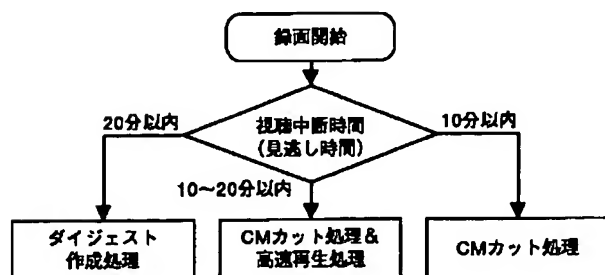 録画開始
視聴中断時間
(見逃し時間)
20分以内
10分以内
10～20分以内
ダイジェスト
作成処理
CMカット処理&
高速再生処理
CMカット処理